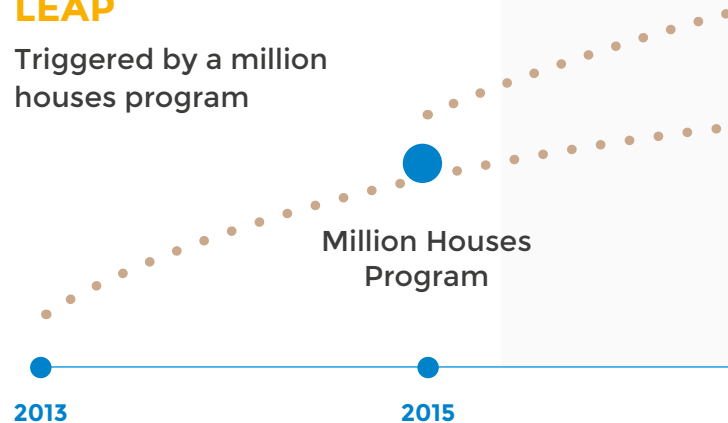 LEAP
Triggered by a million
houses program
Million Houses
Program
2013
2015